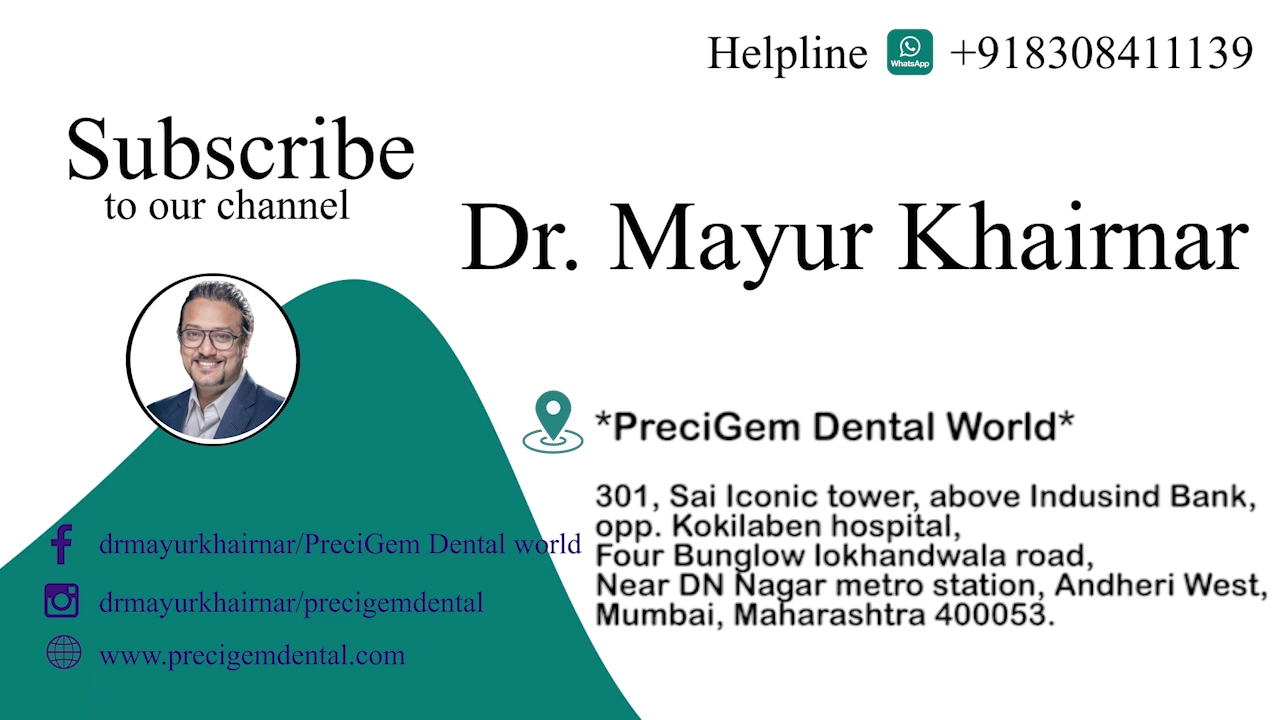 Helpline WhatsApp +918308411139
Subscribe
to our channel
Dr. Mayur Khairnar
*PreciGem Dental World*
301, Sai Iconic tower, above Indusind Bank,
opp. Kokilaben hospital,
Four Bunglow lokhandwala road,
Near DN Nagar metro station, Andheri West,
Mumbai, Maharashtra 400053.
drmayurkhairnar/PreciGem Dental world
drmayurkhairnar/precigemdental
www.precigemdental.com